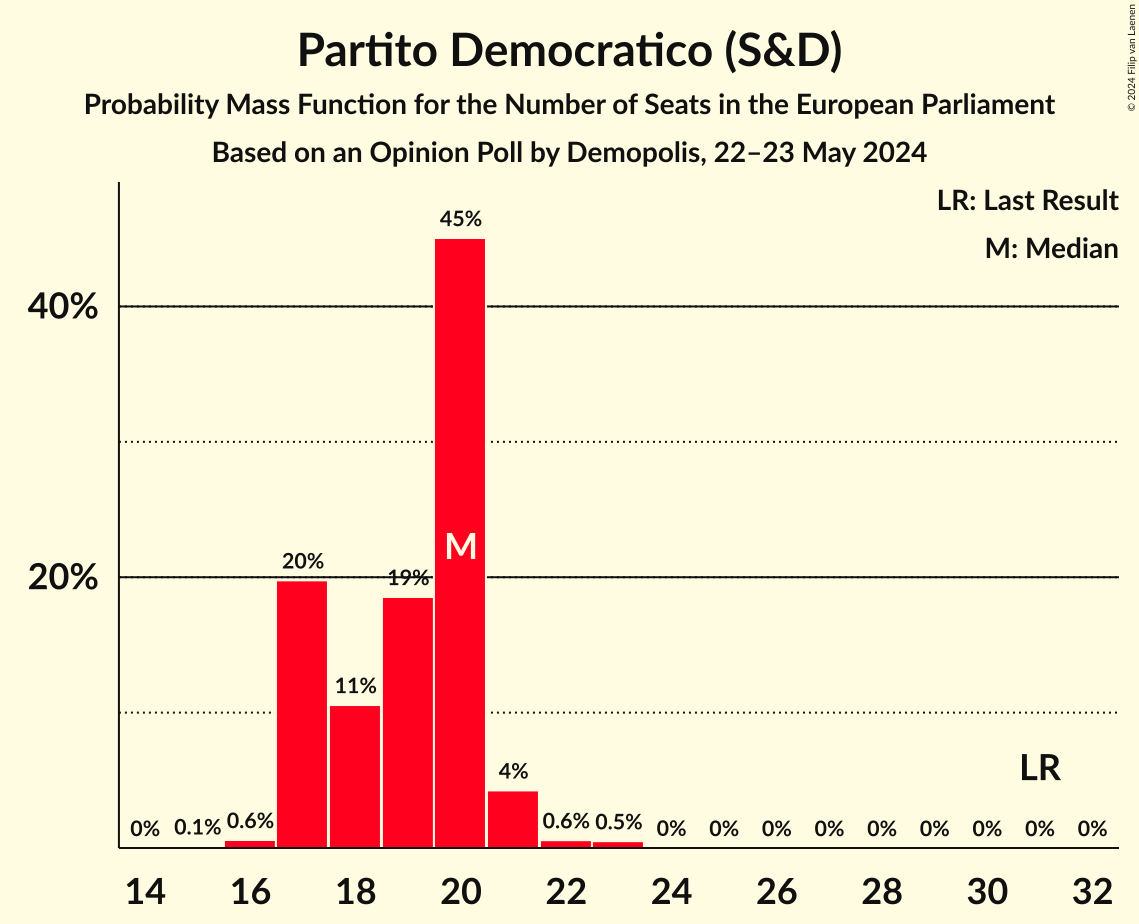 Partito Democratico (S&D)
Probability Mass Function for the Number of Seats in the European Parliament
Based on an Opinion Poll by Demopolis, 22–23 May 2024
© 2024 Filip van Laenen
LR: Last Result
M: Median
45%
40%
M
20%
19%
20%
11%
LR
4%
0% 0.1% 0.6% 0.6% 0.5% 0% 0% 0% 0% 0% 0% 0% 0% 0%
14 16 18 20 22 24 26 28 30 32